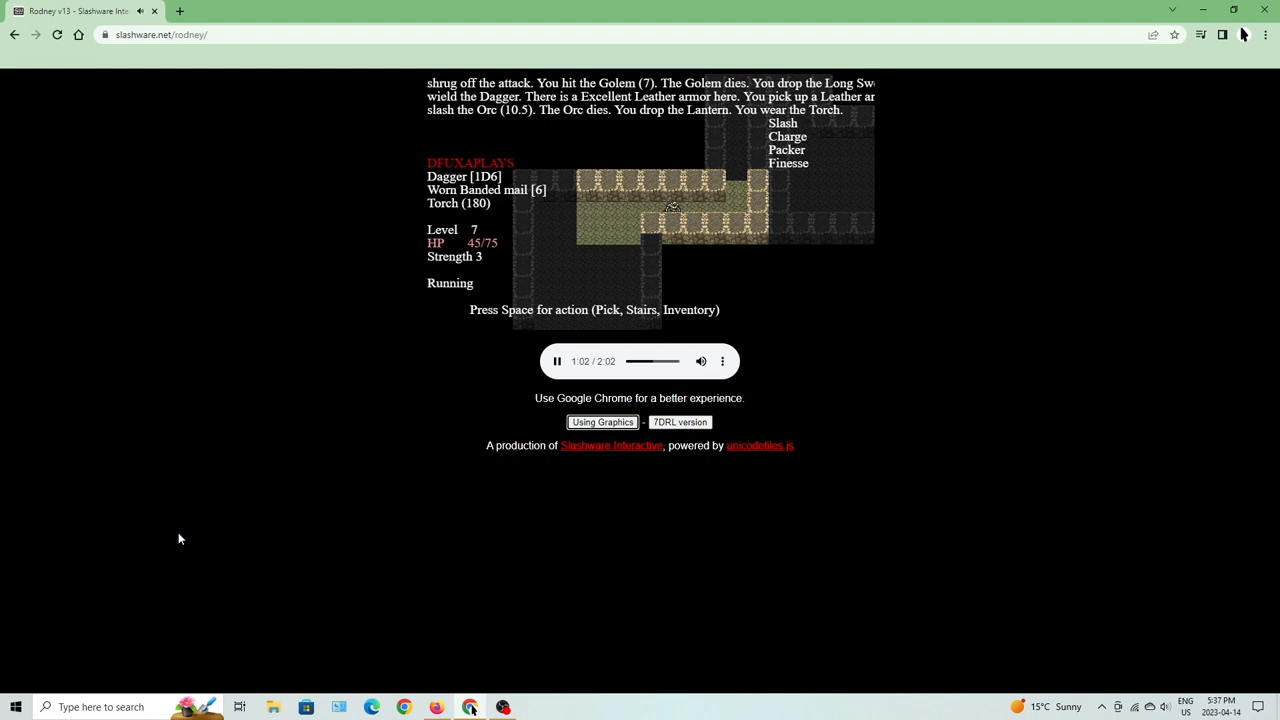 Rodney v13 - Slashware Inte
slashware.net/rodney/
shrug off the attack. You hit the Golem (7). The Golem dies. You drop the Long Sw
wield the Dagger. There is a Excellent Leather armor here. You pick up a Leather ar
slash the Orc (10.5). The Orc dies. You drop the Lantern. You wear the Torch.
Slash
Charge
Packer
Finesse
DFUXAPLAYS
Dagger [1D6]
Worn Banded mail [6]
Torch (180)
Level 7
HP 45/75
Strength 3
Running
Press Space for action (Pick, Stairs, Inventory)
1:02 / 2:02
Use Google Chrome for a better experience.
Using Graphics - 7DRL version
A production of Slashware Interactive, powered by unicodetiles.js
Type here to search
15°C Sunny
ENG
US
5:37 PM
2023-04-14